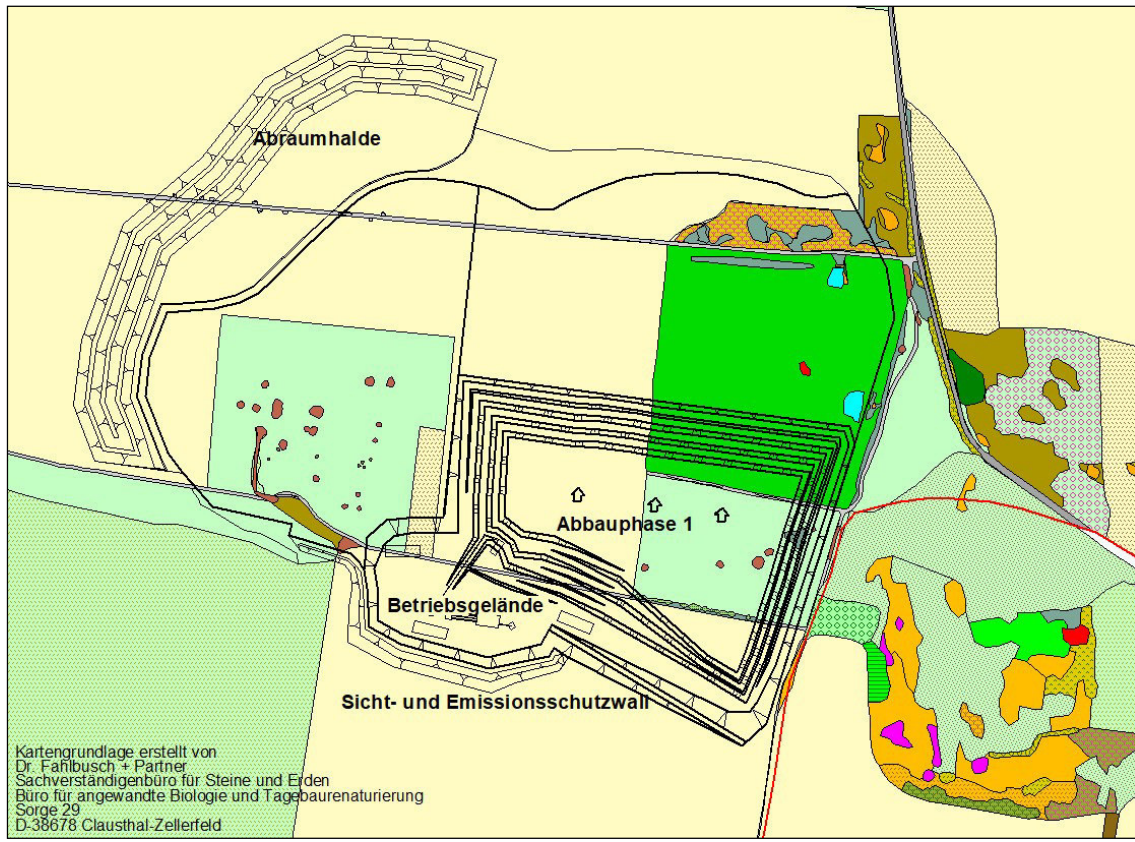 Abraumhalde
Abbauphase 1
Betriebsgelände
Sicht- und Emissionsschutzwall
Kartengrundlage erstellt von
Dr. Fahlbusch + Partner
Sachverständigenbüro für Steine und Erden
Büro für angewandte Biologie und Tagebaurenaturierung
Sorge 29
D-38678 Clausthal-Zellerfeld